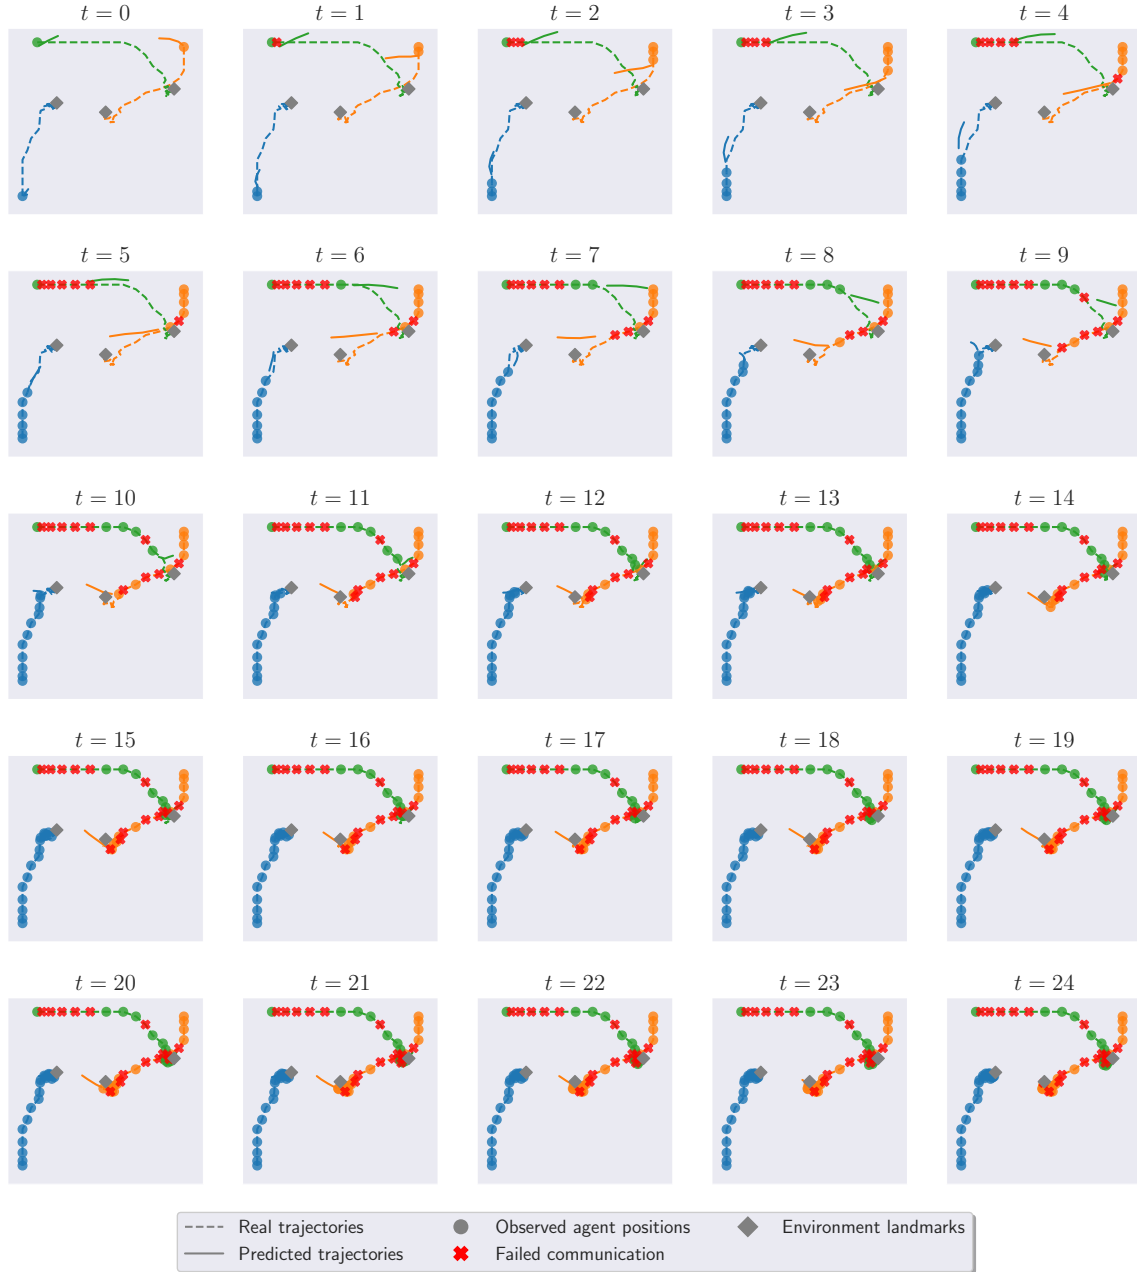 t = 0 t = 1 t = 2 t = 3 t = 4
t = 5 t = 6 t = 7 t = 8 t = 9
t = 10 t = 11 t = 12 t = 13 t = 14
t = 15 t = 16 t = 17 t = 18 t = 19
t = 20 t = 21 t = 22 t = 23 t = 24
Real trajectories Observed agent positions Environment landmarks
Predicted trajectories Failed communication